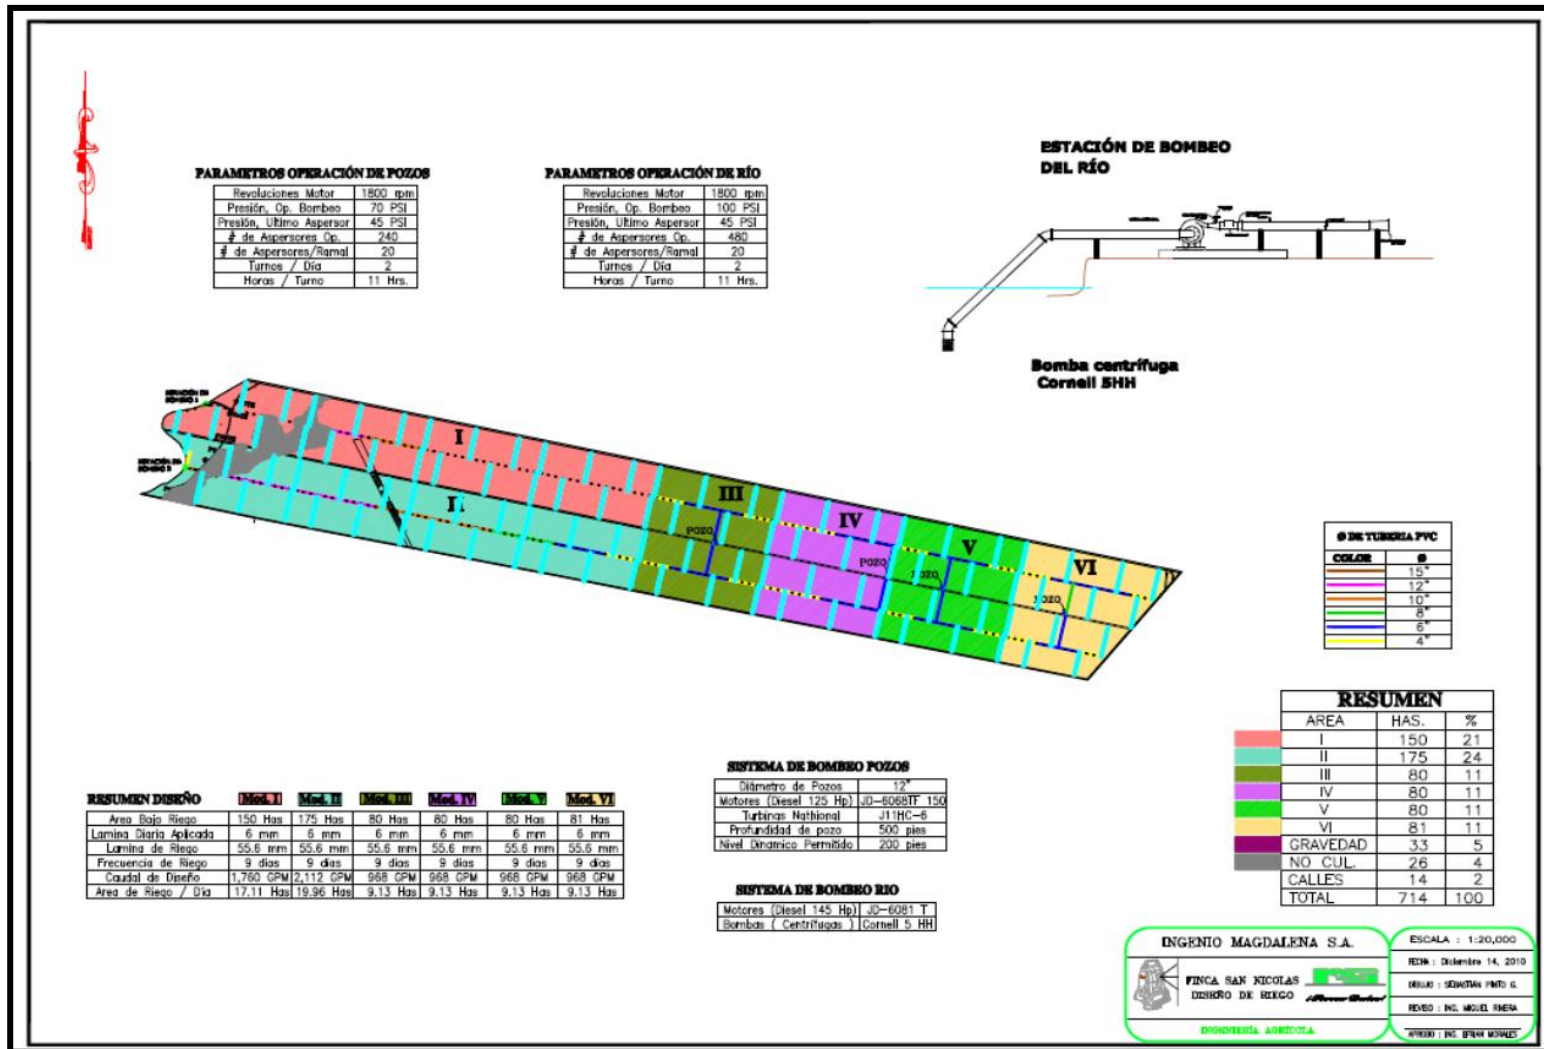 PARAMETROS OPERACIÓN DE POZOS
Revoluciones Motor 1800 rpm
Presión, Op. Bombeo 70 PSI
Presión, Ultimo Aspersor 45 PSI
# de Aspersores Op. 240
# de Aspersores/Ramal 20
Turnos / Día 2
Horas / Turno 11 Hrs.
PARAMETROS OPERACIÓN DE RÍO
Revoluciones Motor 1800 rpm
Presión, Op. Bombeo 100 PSI
Presión, Ultimo Aspersor 45 PSI
# de Aspersores Op. 480
# de Aspersores/Ramal 20
Turnos / Día 2
Horas / Turno 11 Hrs.
ESTACIÓN DE BOMBEO
DEL RÍO
Bomba centrífuga
Cornell 5HH
I
II
III
IV
V
VI
POZO
POZO
POZO
POZO
Ø DE TUBERIA PVC
COLOR Ø
15"
12"
10"
8"
6"
4"
RESUMEN
AREA HAS. %
I 150 21
II 175 24
III 80 11
IV 80 11
V 80 11
VI 81 11
GRAVEDAD 33 5
NO CUL. 26 4
CALLES 14 2
TOTAL 714 100
RESUMEN DISEÑO Mod. I Mod. II Mod. III Mod. IV Mod. V Mod. VI
Area Bajo Riego 150 Has 175 Has 80 Has 80 Has 80 Has 81 Has
Lamina Diaria Aplicada 6 mm 6 mm 6 mm 6 mm 6 mm 6 mm
Lamina de Riego 55.6 mm 55.6 mm 55.6 mm 55.6 mm 55.6 mm 55.6 mm
Frecuencia de Riego 9 dias 9 dias 9 dias 9 dias 9 dias 9 dias
Caudal de Diseño 1,760 GPM 2,112 GPM 968 GPM 968 GPM 968 GPM 968 GPM
Area de Riego / Día 17.11 Has 19.96 Has 9.13 Has 9.13 Has 9.13 Has 9.13 Has
SISTEMA DE BOMBEO POZOS
Diámetro de Pozos 12"
Motores (Diesel 125 Hp) JD-6068TF 150
Turbinas Nathional J11HC-6
Profundidad de pozo 500 pies
Nivel Dinamico Permitido 200 pies
SISTEMA DE BOMBEO RIO
Motores (Diesel 145 Hp) JD-6081 T
Bombas ( Centrífugas ) Cornell 5 HH
INGENIO MAGDALENA S.A.
FINCA SAN NICOLAS
DISEÑO DE RIEGO
INGENIERÍA AGRÍCOLA
ESCALA : 1:20,000
FECHA : Diciembre 14, 2010
DIBUJO : SEBASTIAN PINTO G.
REVISO : ING. MIGUEL RIVERA
APROBO : ING. EFRAIN MORALES